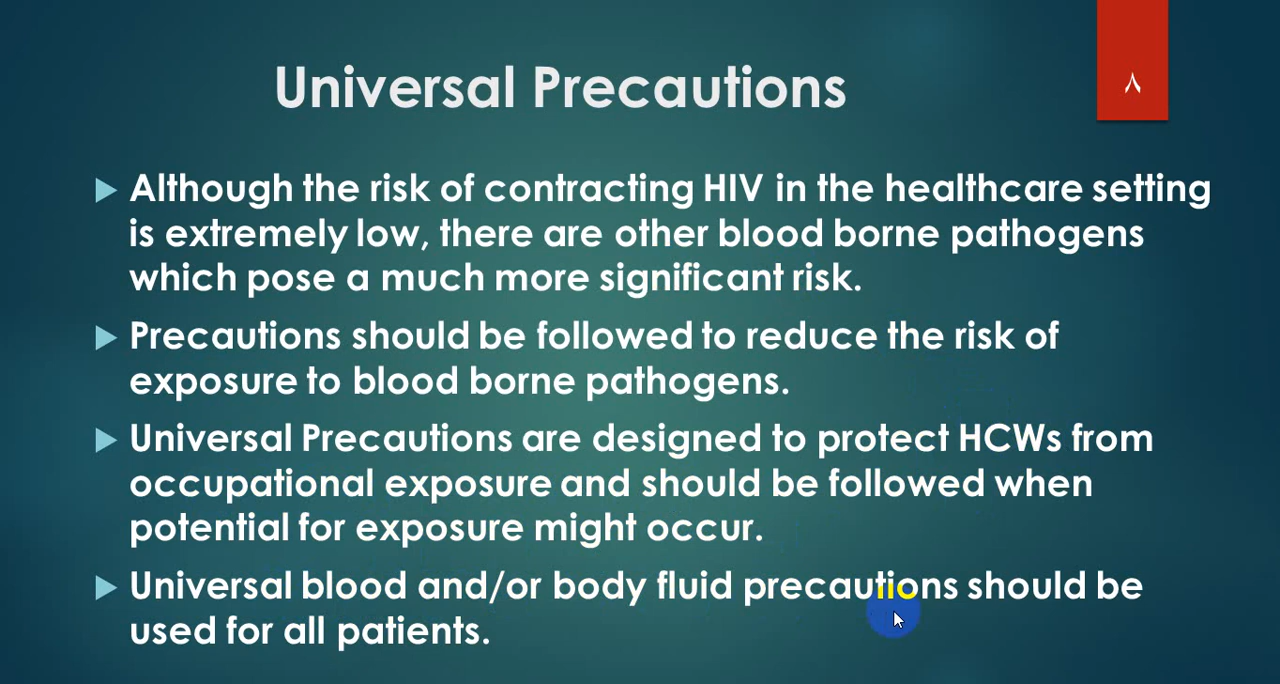 Universal Precautions
٨
Although the risk of contracting HIV in the healthcare setting
is extremely low, there are other blood borne pathogens
which pose a much more significant risk.
Precautions should be followed to reduce the risk of
exposure to blood borne pathogens.
Universal Precautions are designed to protect HCWs from
occupational exposure and should be followed when
potential for exposure might occur.
Universal blood and/or body fluid precautions should be
used for all patients.